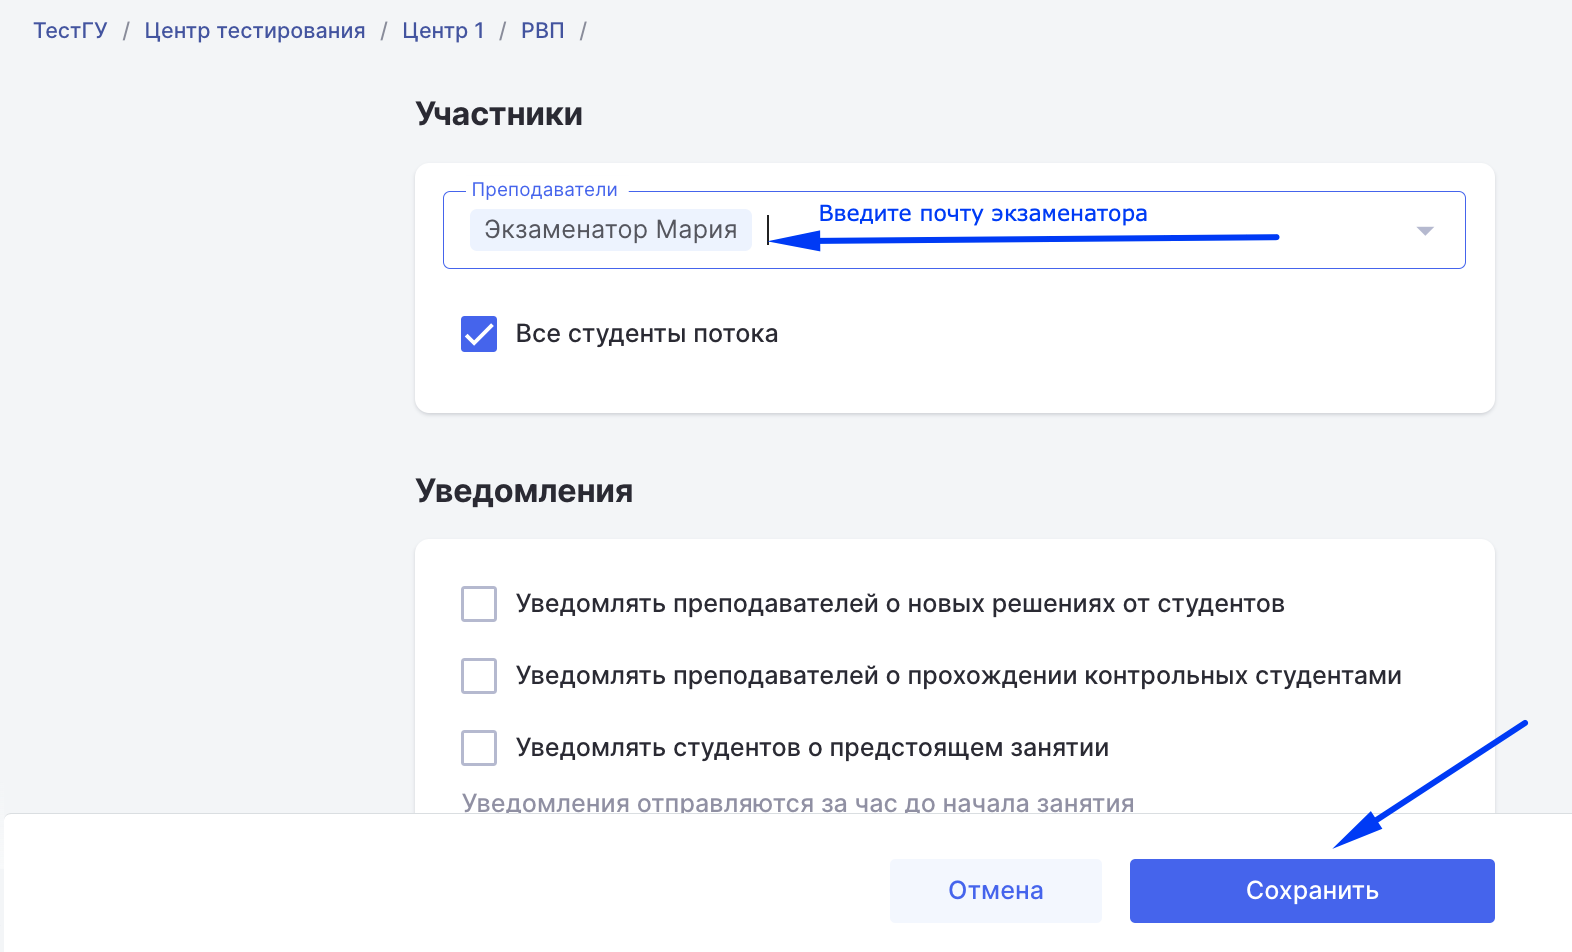 ТестГУ / Центр тестирования / Центр 1 / РВП /
Участники
Преподаватели
Экзаменатор Мария
Введите почту экзаменатора
Все студенты потока
Уведомления
Уведомлять преподавателей о новых решениях от студентов
Уведомлять преподавателей о прохождении контрольных студентами
Уведомлять студентов о предстоящем занятии
Уведомления отправляются за час до начала занятия
Отмена
Сохранить